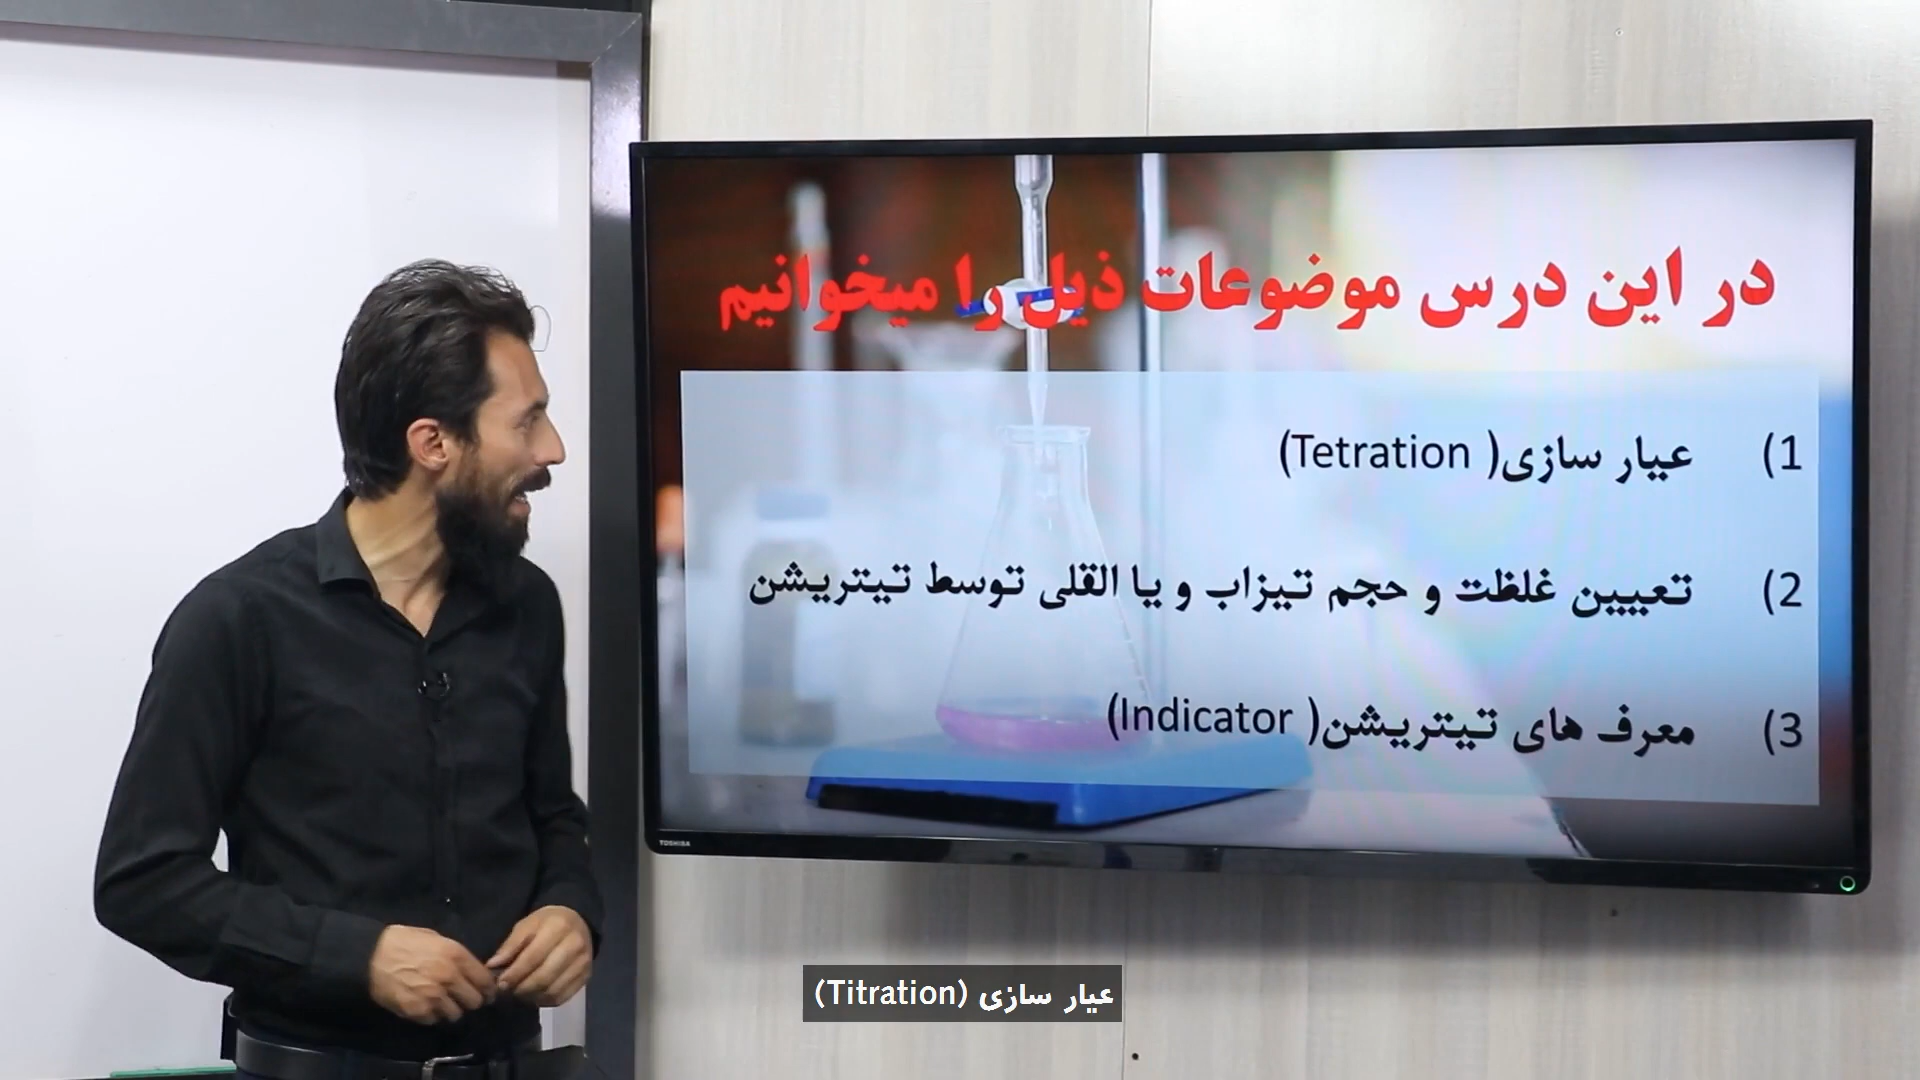 در این درس موضوعات ذیل را میخوانیم
1) عیار سازی( Tetration)
2) تعیین غلظت و حجم تیزاب و یا القلی توسط تیتریشن
3) معرف های تیتریشن( Indicator)
TOSHIBA
عیار سازی (Titration)